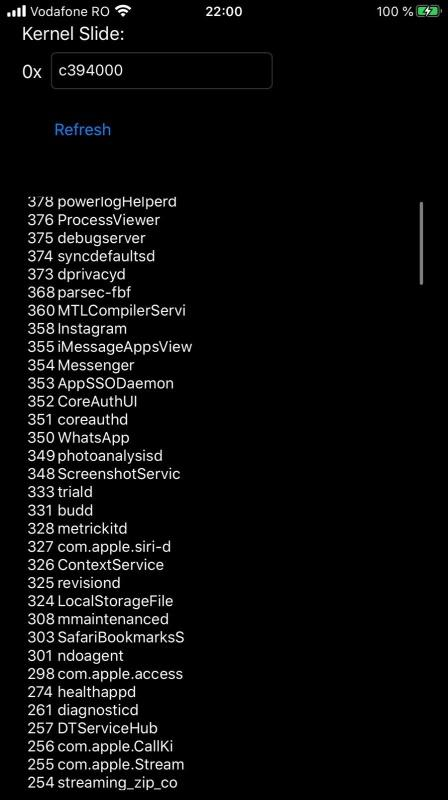 Vodafone RO 22:00 100 %
Kernel Slide:
0x c394000
Refresh
378 powerlogHelperd
376 ProcessViewer
375 debugserver
374 syncdefaultsd
373 dprivacyd
368 parsec-fbf
360 MTLCompilerServi
358 Instagram
355 iMessageAppsView
354 Messenger
353 AppSSODaemon
352 CoreAuthUI
351 coreauthd
350 WhatsApp
349 photoanalysisd
348 ScreenshotServic
333 triald
331 budd
328 metrickitd
327 com.apple.siri-d
326 ContextService
325 revisiond
324 LocalStorageFile
308 mmaintenanced
303 SafariBookmarksS
301 ndoagent
298 com.apple.access
274 healthappd
261 diagnosticd
257 DTServiceHub
256 com.apple.CallKi
255 com.apple.Stream
254 streaming_zip_co